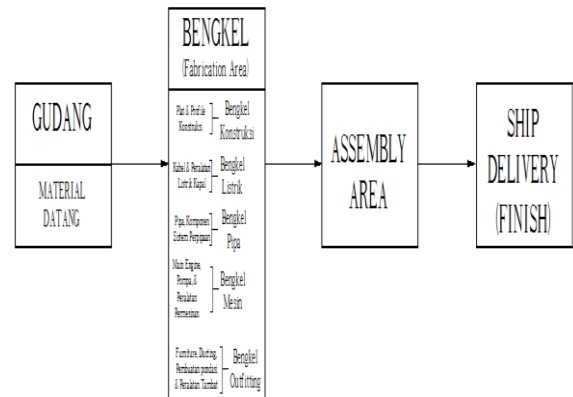 GUDANG
MATERIAL
DATANG
BENGKEL
(Fabrication Area)
Plat & Profile
Konstruksi
Bengkel
Konstruksi
Kabel & Peralatan
Listrik Kapal
Bengkel
Listrik
Pipa, Komponen
Sistem Perpipaan
Bengkel
Pipa
Main Engine,
Pompa, &
Peralatan
Permesinan
Bengkel
Mesin
Furniture, Ducting,
Pembuatan pondasi
& Peralatan Tambat
Bengkel
Outfitting
ASSEMBLY
AREA
SHIP
DELIVERY
(FINISH)